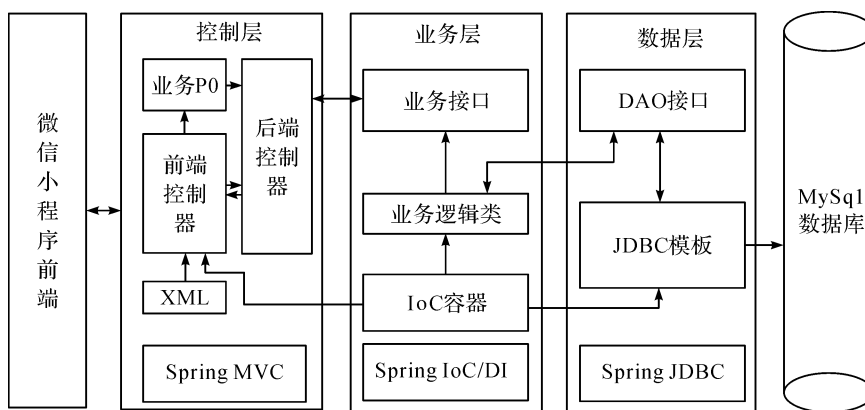 微信小程序前端
控制层
业务P0
后端控制器
前端
控制
器
XML
Spring MVC
业务层
业务接口
业务逻辑类
IoC容器
Spring IoC/DI
数据层
DAO接口
JDBC模板
Spring JDBC
MySql
数据库